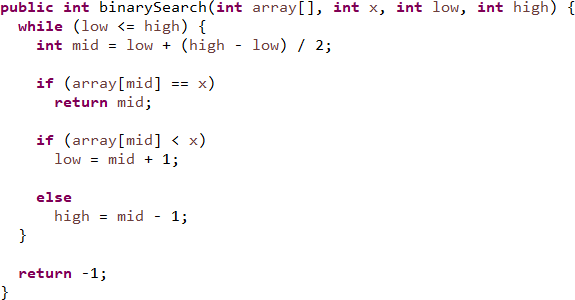 public int binarySearch(int array[], int x, int low, int high) {
  while (low <= high) {
    int mid = low + (high - low) / 2;

    if (array[mid] == x)
      return mid;

    if (array[mid] < x)
      low = mid + 1;

    else
      high = mid - 1;
  }

  return -1;
}